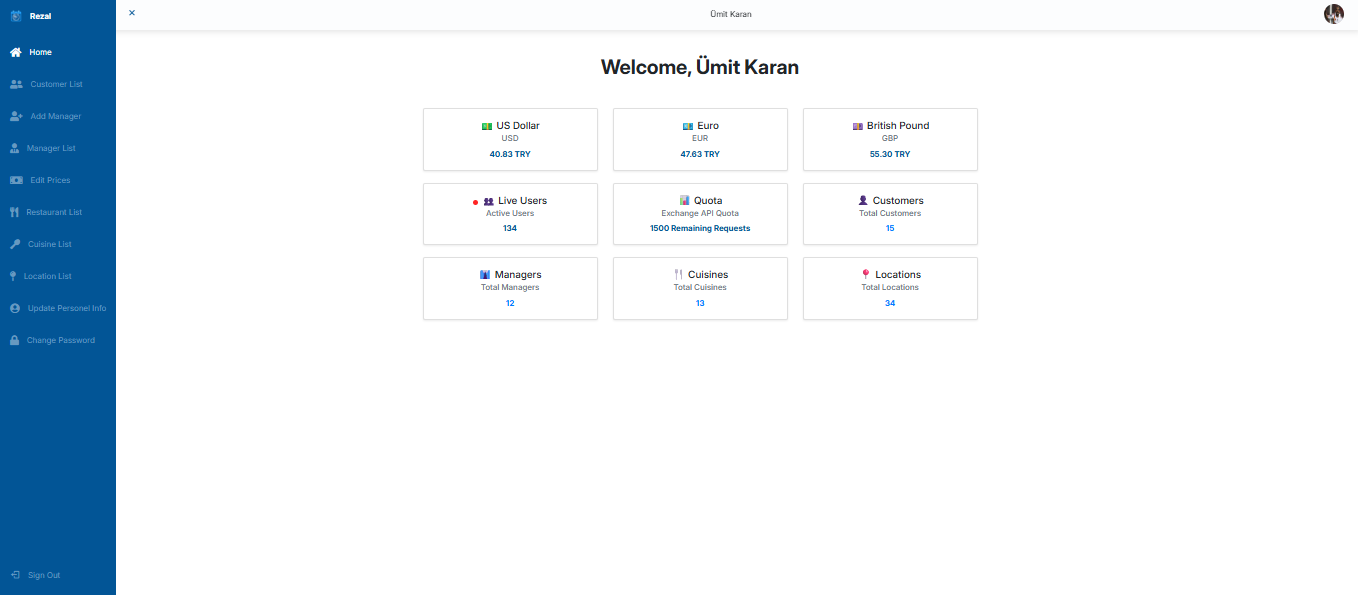 Rezal
Home
Customer List
Add Manager
Manager List
Edit Prices
Restaurant List
Cuisine List
Location List
Update Personel Info
Change Password
Sign Out
Ümit Karan
Welcome, Ümit Karan
US Dollar
USD
40.83 TRY
Euro
EUR
47.63 TRY
British Pound
GBP
55.30 TRY
Live Users
Active Users
134
Quota
Exchange API Quota
1500 Remaining Requests
Customers
Total Customers
15
Managers
Total Managers
12
Cuisines
Total Cuisines
13
Locations
Total Locations
34